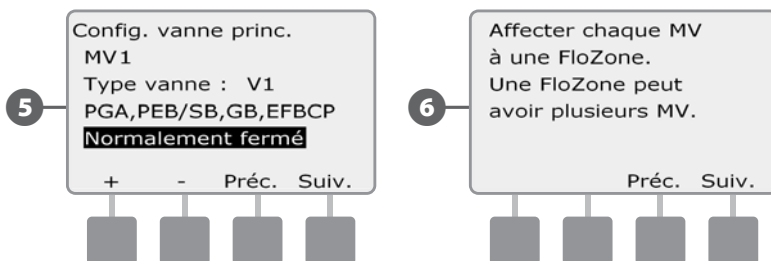 5
Config. vanne princ.
MV1
Type vanne : V1
PGA,PEB/SB,GB,EFBCP
Normalement fermé
+ - Préc. Suiv.
6
Affecter chaque MV
à une FloZone.
Une FloZone peut
avoir plusieurs MV.
Préc. Suiv.